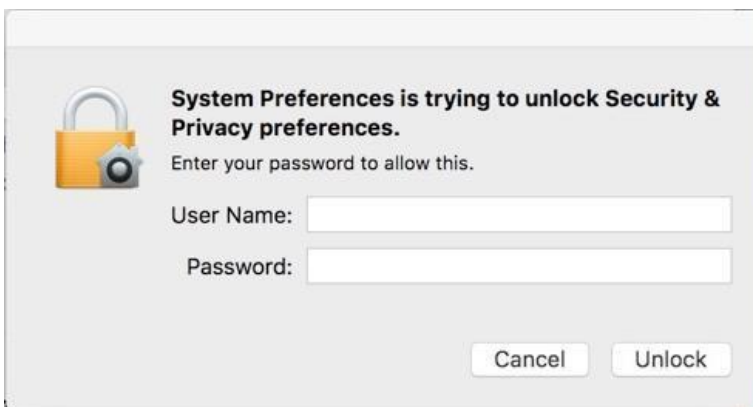 System Preferences is trying to unlock Security &
Privacy preferences.
Enter your password to allow this.
User Name:
Password:
Cancel
Unlock